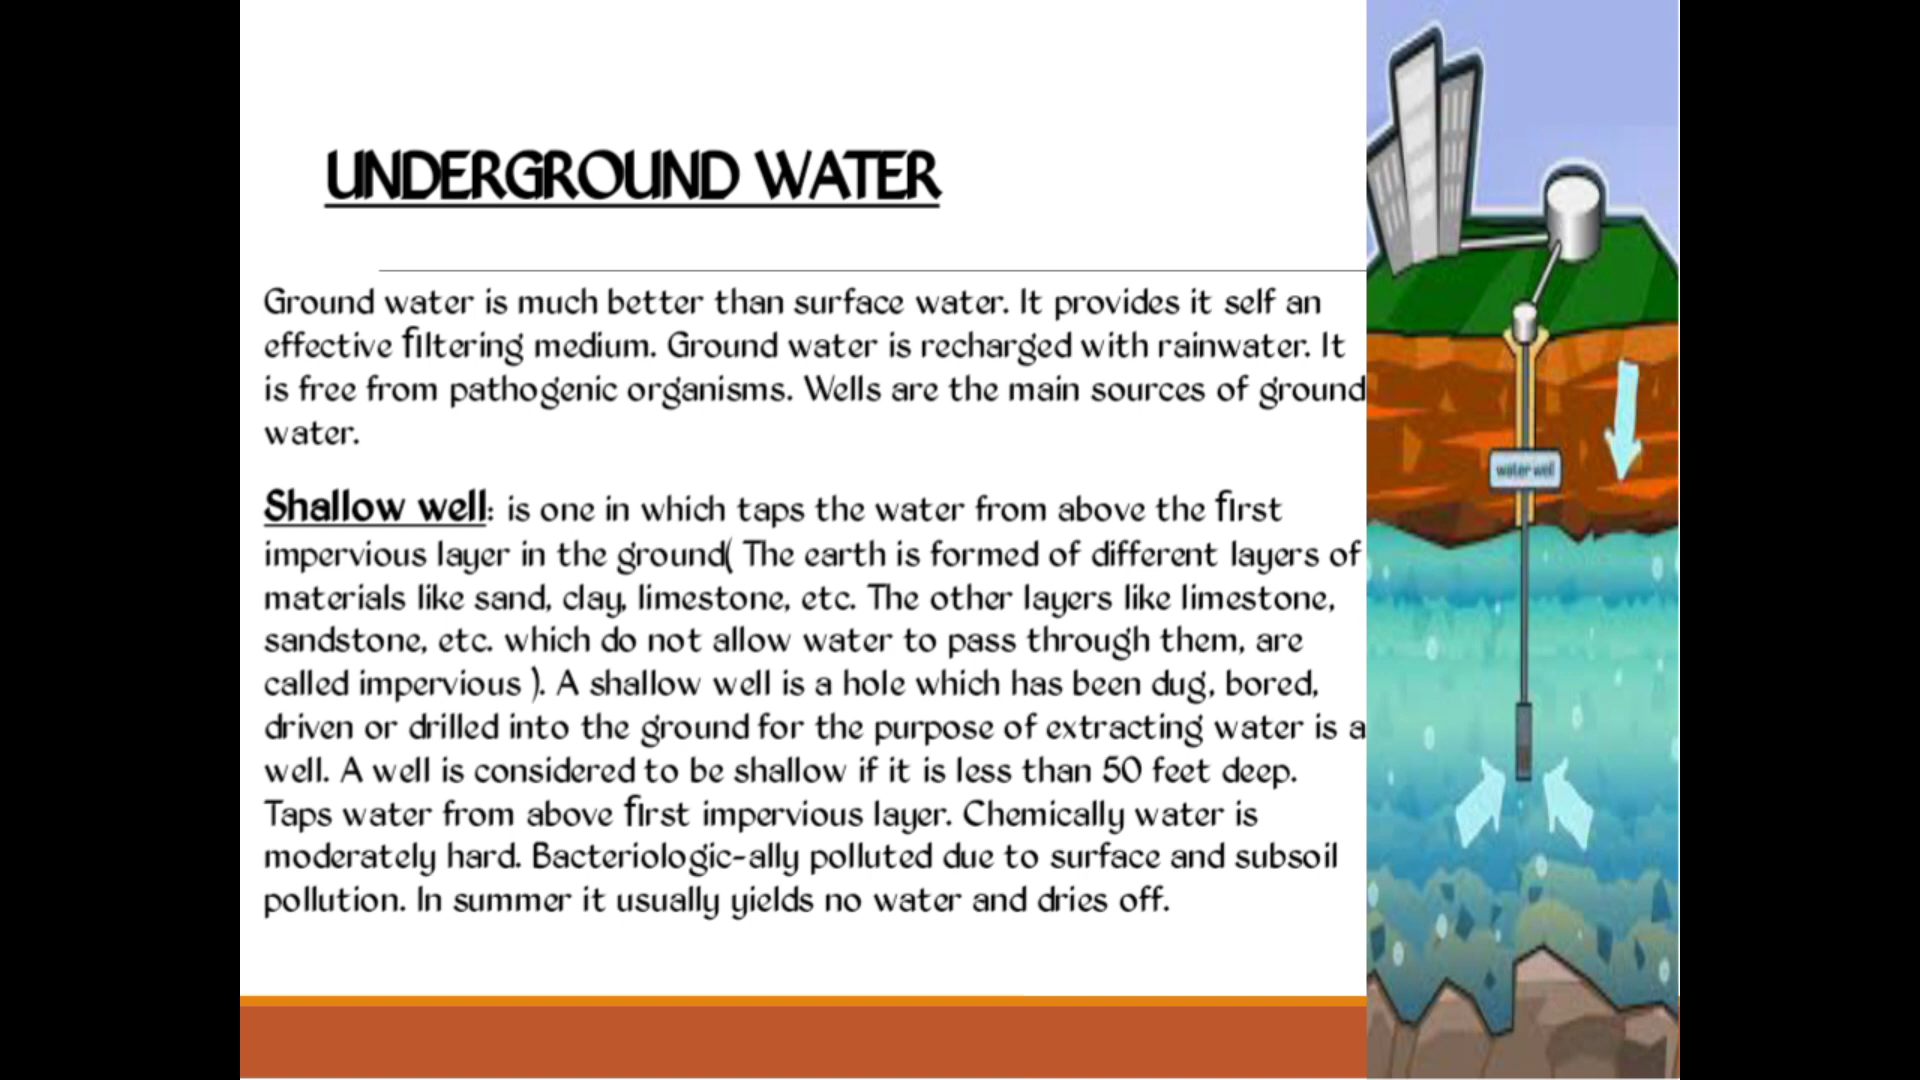 UNDERGROUND WATER
Ground water is much better than surface water. It provides it self an
effective filtering medium. Ground water is recharged with rainwater. It
is free from pathogenic organisms. Wells are the main sources of ground
water.
Shallow well: is one in which taps the water from above the first
impervious layer in the ground( The earth is formed of different layers of
materials like sand, clay, limestone, etc. The other layers like limestone,
sandstone, etc. which do not allow water to pass through them, are
called impervious ). A shallow well is a hole which has been dug, bored,
driven or drilled into the ground for the purpose of extracting water is a
well. A well is considered to be shallow if it is less than 50 feet deep.
Taps water from above first impervious layer. Chemically water is
moderately hard. Bacteriologic-ally polluted due to surface and subsoil
pollution. In summer it usually yields no water and dries off.
water well